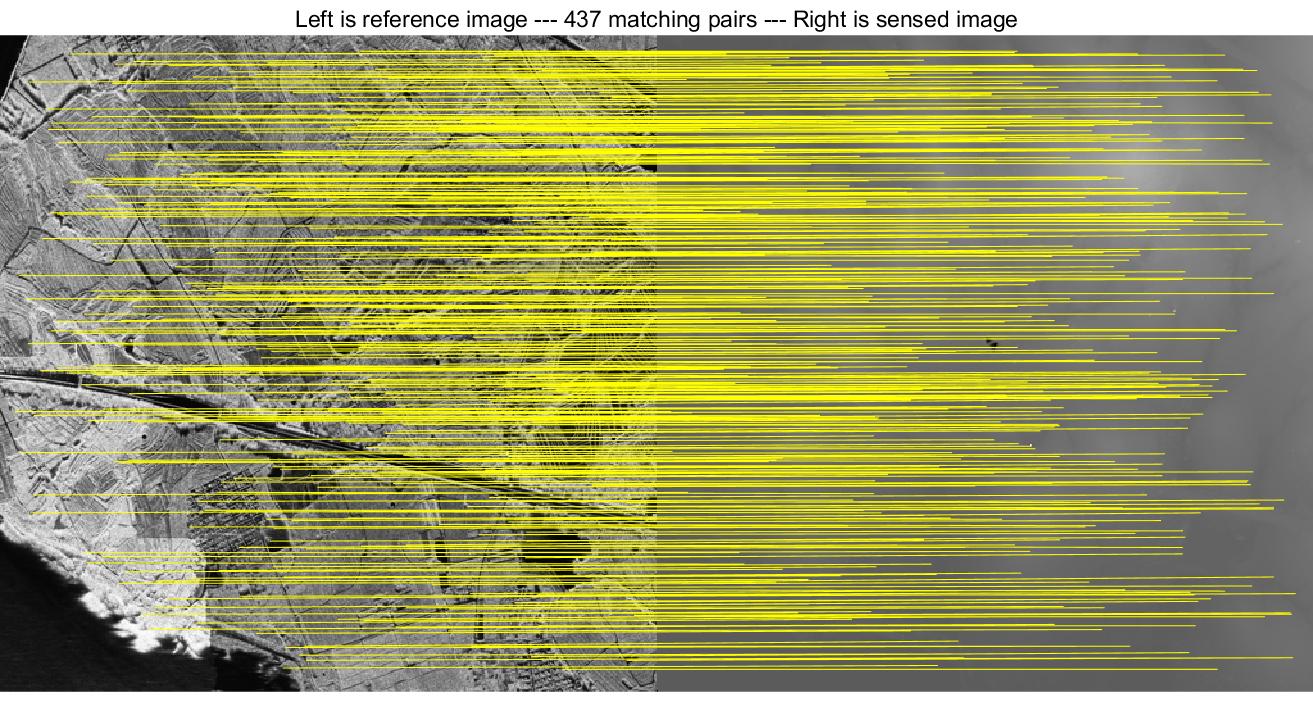 Left is reference image --- 437 matching pairs --- Right is sensed image